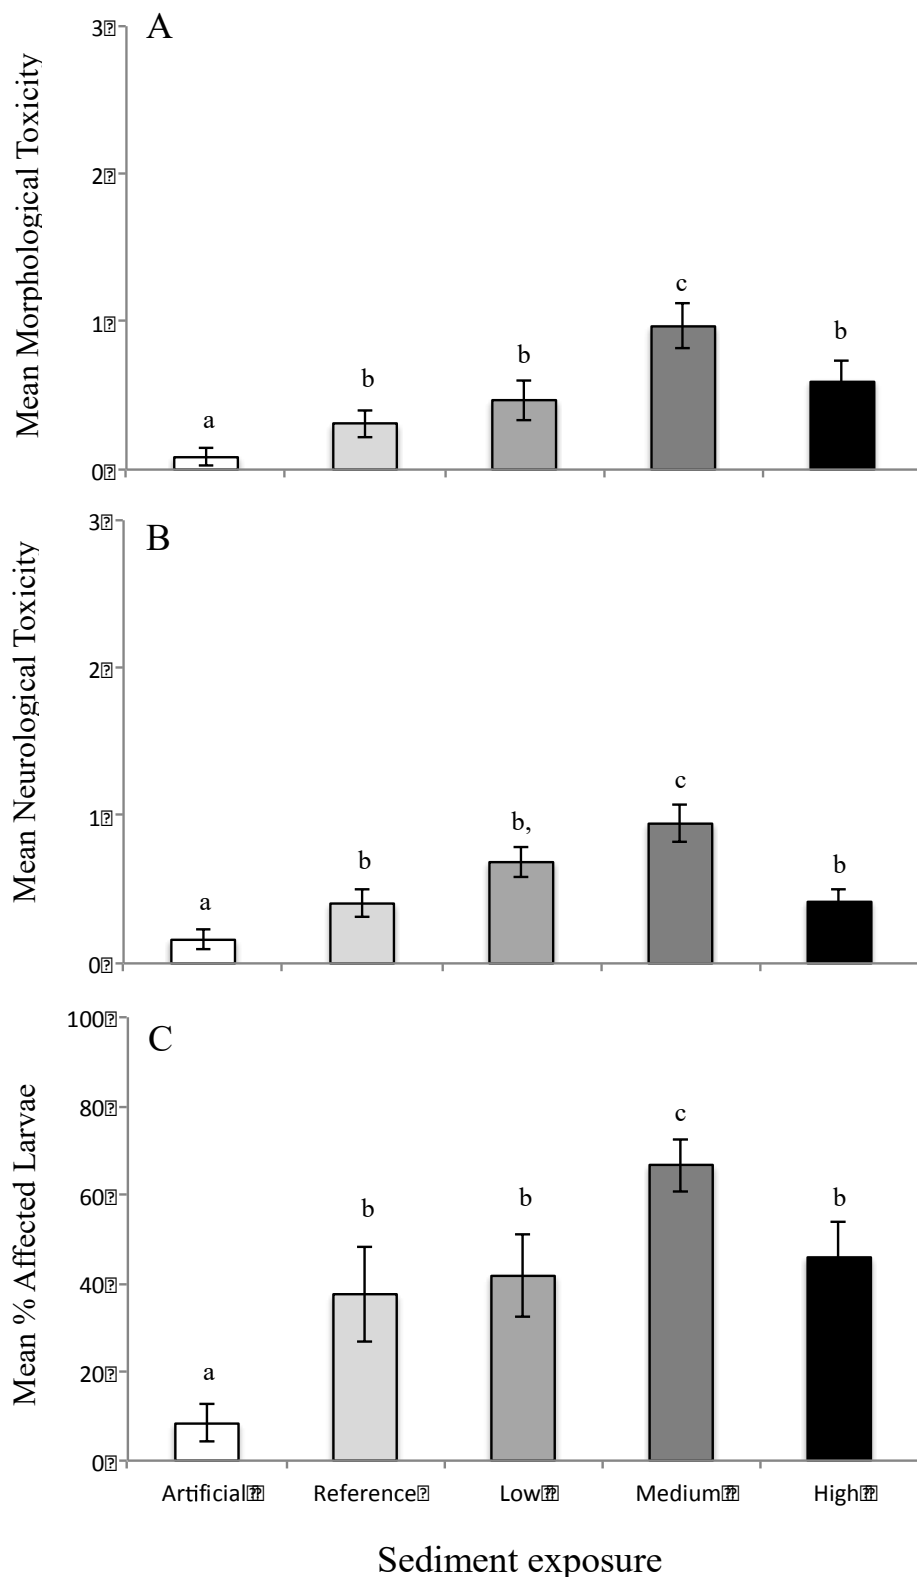 A
Mean Morphological Toxicity
3
2
1
0
a
b
b
c
b
B
Mean Neurological Toxicity
3
2
1
0
a
b
b,
c
b
C
Mean % Affected Larvae
100
80
60
40
20
0
a
b
b
c
b
Artificial Reference Low Medium High
Sediment exposure